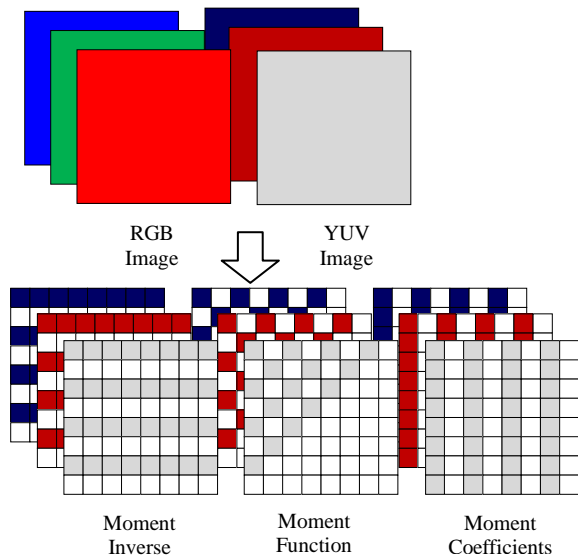 RGB
Image
YUV
Image
Moment
Inverse
Moment
Function
Moment
Coefficients